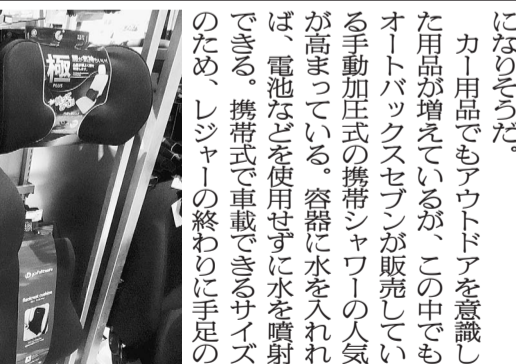 になりそうだ。
カー用品でもアウトドアを意識し
た用品が増えているが、この中でも
オートバックスセブンが販売してい
る手動加圧式の携帯シャワーの人気
が高まっている。容器に水を入れれ
ば、電池などを使用せずに水を噴射
できる。携帯式で車載できるサイズ
のため、レジャーの終わりに手足の
極